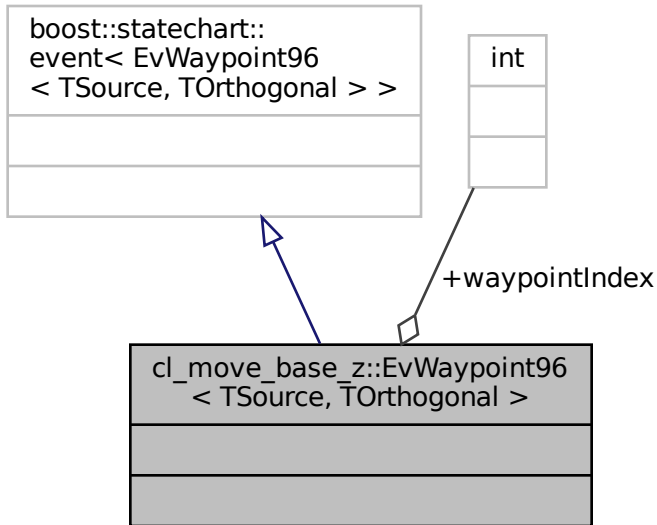 boost::statechart::
event< EvWaypoint96
< TSource, TOrthogonal > >
int
+waypointIndex
cl_move_base_z::EvWaypoint96
< TSource, TOrthogonal >